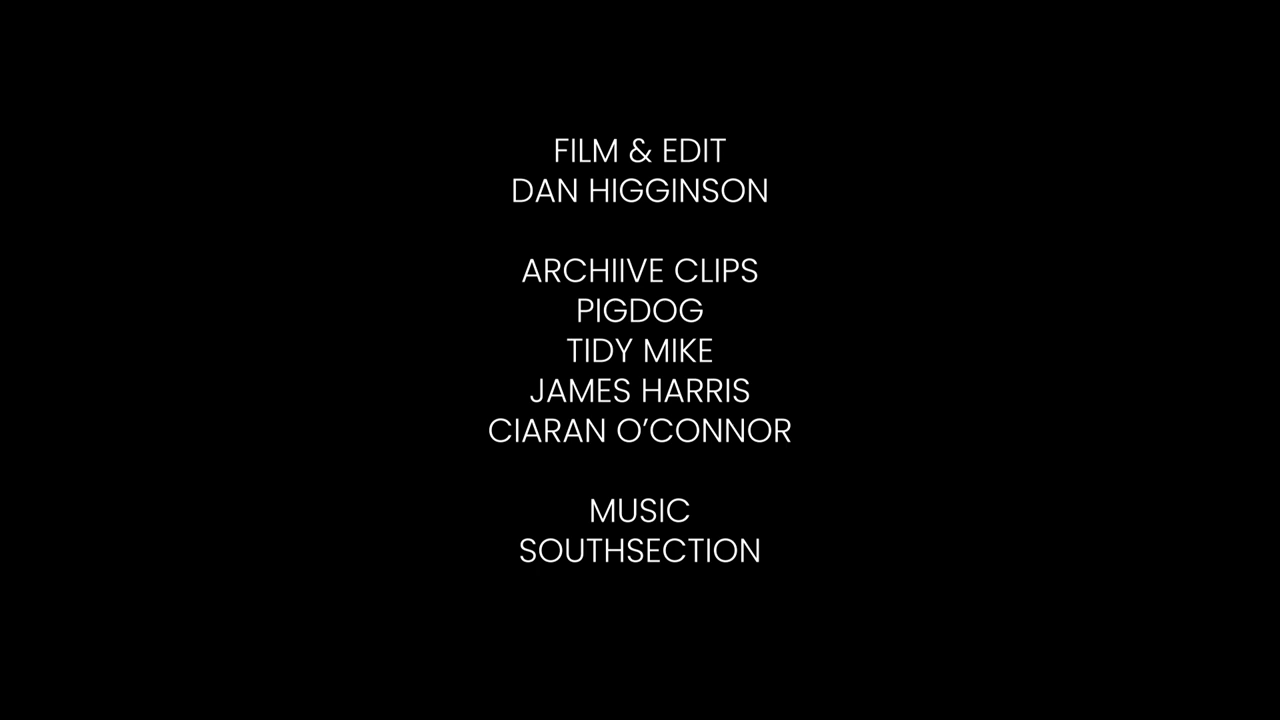 FILM & EDIT
DAN HIGGINSON
ARCHIIVE CLIPS
PIGDOG
TIDY MIKE
JAMES HARRIS
CIARAN O’CONNOR
MUSIC
SOUTHSECTION